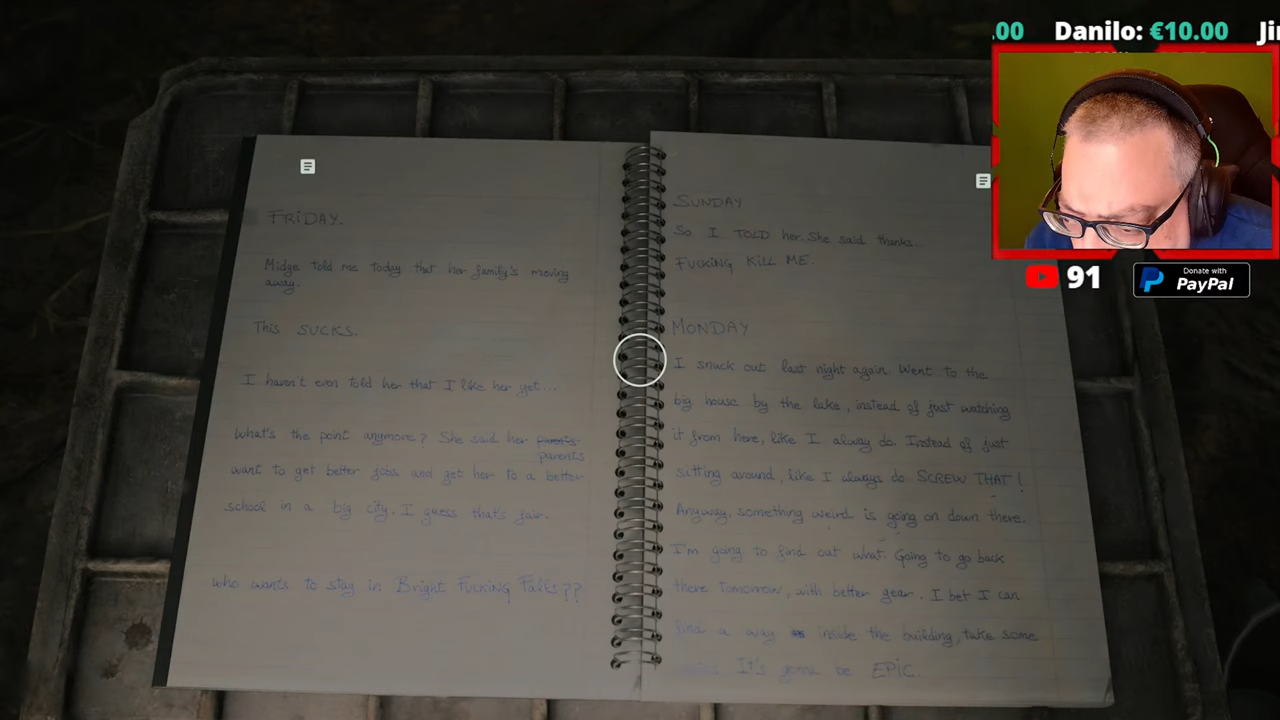 .00 Danilo: €10.00 Ji
91
Donate with
PayPal
FRIDAY.
Midge told me today that her family's moving
away.
This SUCKS.
I haven't even told her that I like her yet...
What's the point anymore? She said her parents
parents
want to get better jobs and get her to a better
school in a big city. I guess that's fair.
who wants to stay in Bright FUCKING Falls??
SUNDAY
So I TOLD her. She said thanks.
FUCKING KILL ME.
MONDAY
I snuck out last night again. Went to the
big house by the lake, instead of just watching
it from here, like I always do. Instead of just
sitting around, like I always do. SCREW THAT!
Anyway, something weird is going on down there.
I'm going to find out what. Going to go back
there tomorrow, with better gear. I bet I can
find a way inside the building, take some
It's gonna be EPIC.